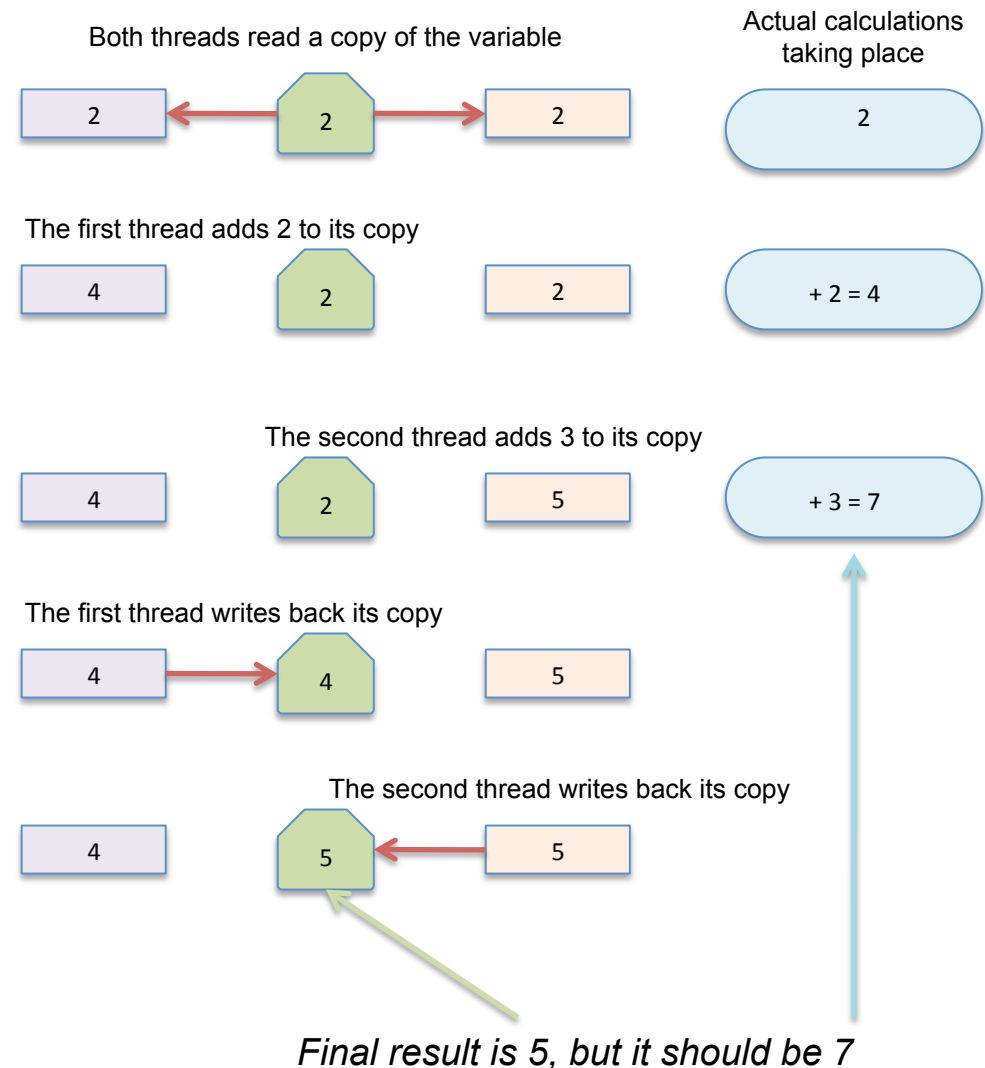 Both threads read a copy of the variable
Actual calculations
taking place
2
2
2
2
The first thread adds 2 to its copy
4
2
2
+ 2 = 4
The second thread adds 3 to its copy
4
2
5
+ 3 = 7
The first thread writes back its copy
4
4
5
The second thread writes back its copy
4
5
5
Final result is 5, but it should be 7